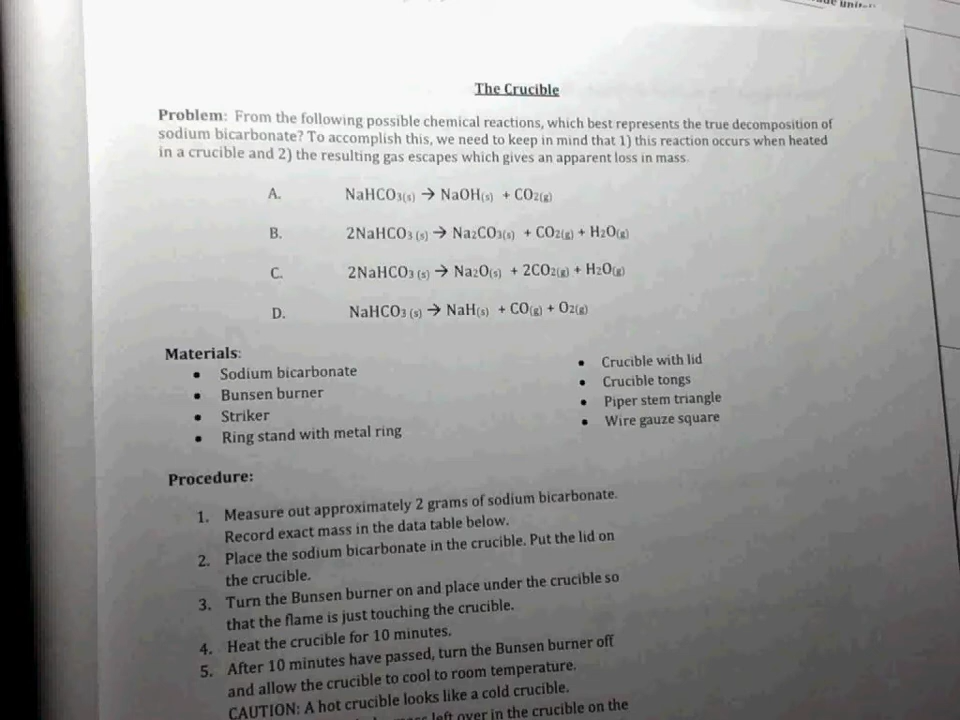 The Crucible
Problem: From the following possible chemical reactions, which best represents the true decomposition of
sodium bicarbonate? To accomplish this, we need to keep in mind that 1) this reaction occurs when heated
in a crucible and 2) the resulting gas escapes which gives an apparent loss in mass.
A. NaHCO3(s) → NaOH(s) + CO2(g)
B. 2NaHCO3 (s) → Na2CO3(s) + CO2(g) + H2O(g)
C. 2NaHCO3 (s) → Na2O(s) + 2CO2(g) + H2O(g)
D. NaHCO3 (s) → NaH(s) + CO(g) + O2(g)
Materials:
• Sodium bicarbonate
• Bunsen burner
• Striker
• Ring stand with metal ring
• Crucible with lid
• Crucible tongs
• Piper stem triangle
• Wire gauze square
Procedure:
1. Measure out approximately 2 grams of sodium bicarbonate.
Record exact mass in the data table below.
2. Place the sodium bicarbonate in the crucible. Put the lid on
the crucible.
3. Turn the Bunsen burner on and place under the crucible so
that the flame is just touching the crucible.
4. Heat the crucible for 10 minutes.
5. After 10 minutes have passed, turn the Bunsen burner off
and allow the crucible to cool to room temperature.
CAUTION: A hot crucible looks like a cold crucible.
left over in the crucible on the